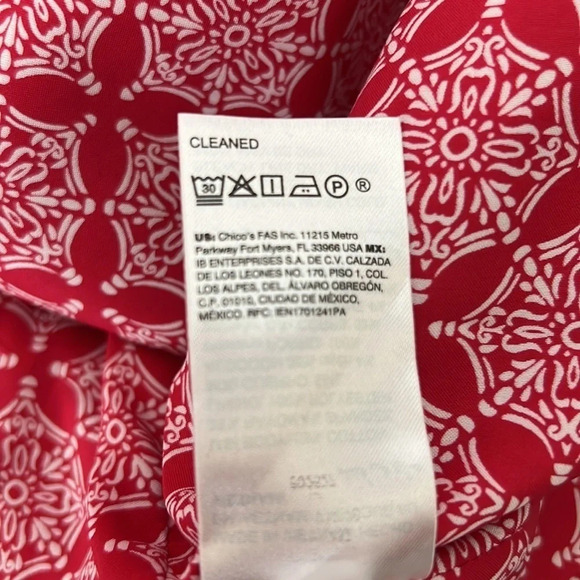 CLEANED
30 P ®
US: Chico's FAS Inc. 11215 Metro
Parkway Fort Myers, FL 33966 USA MX:
IB ENTERPRISES S.A. DE C.V. CALZADA
DE LOS LEONES NO. 170, PISO 1, COL.
LOS ALPES, DEL. ÁLVARO OBREGÓN,
C.P. 01010, CIUDAD DE MÉXICO,
MÉXICO. RFC. IEN1701241PA